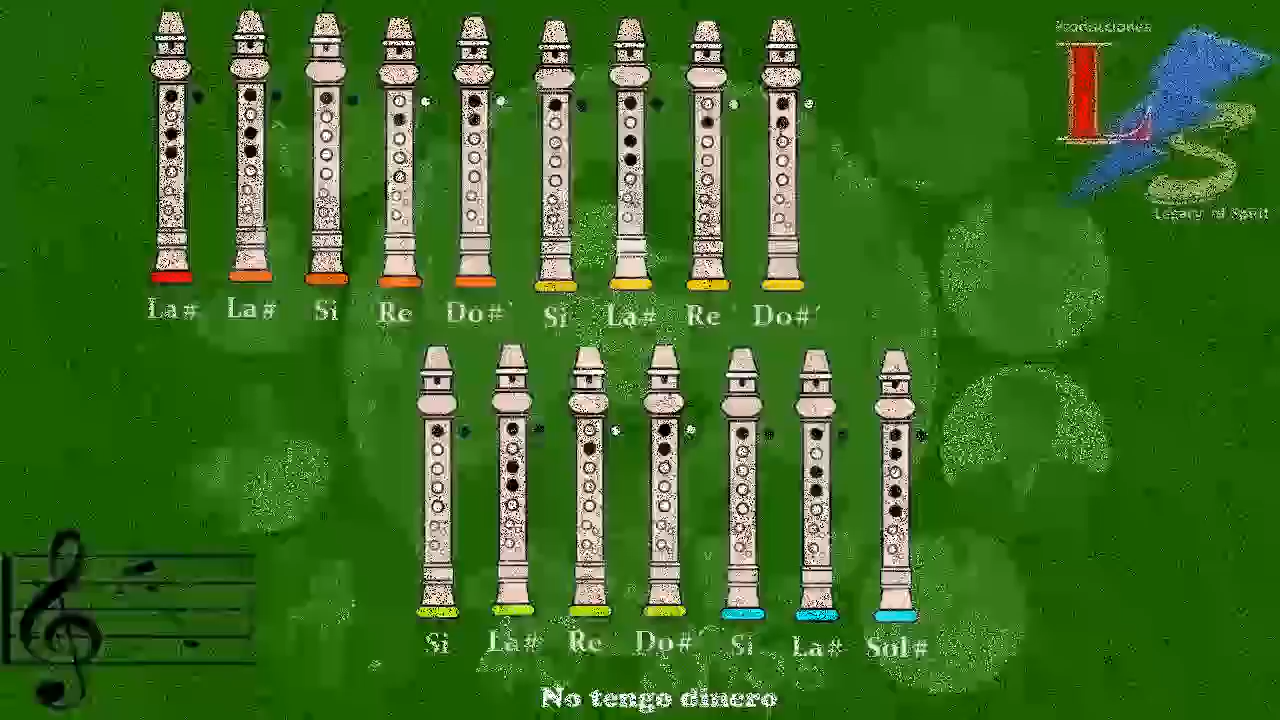 Producciones
LS
Legacy of Spirit
La# La# Si Re Do#' Si La# Re' Do#'
Si La# Re Do#' Si La# Sol#
No tengo dinero